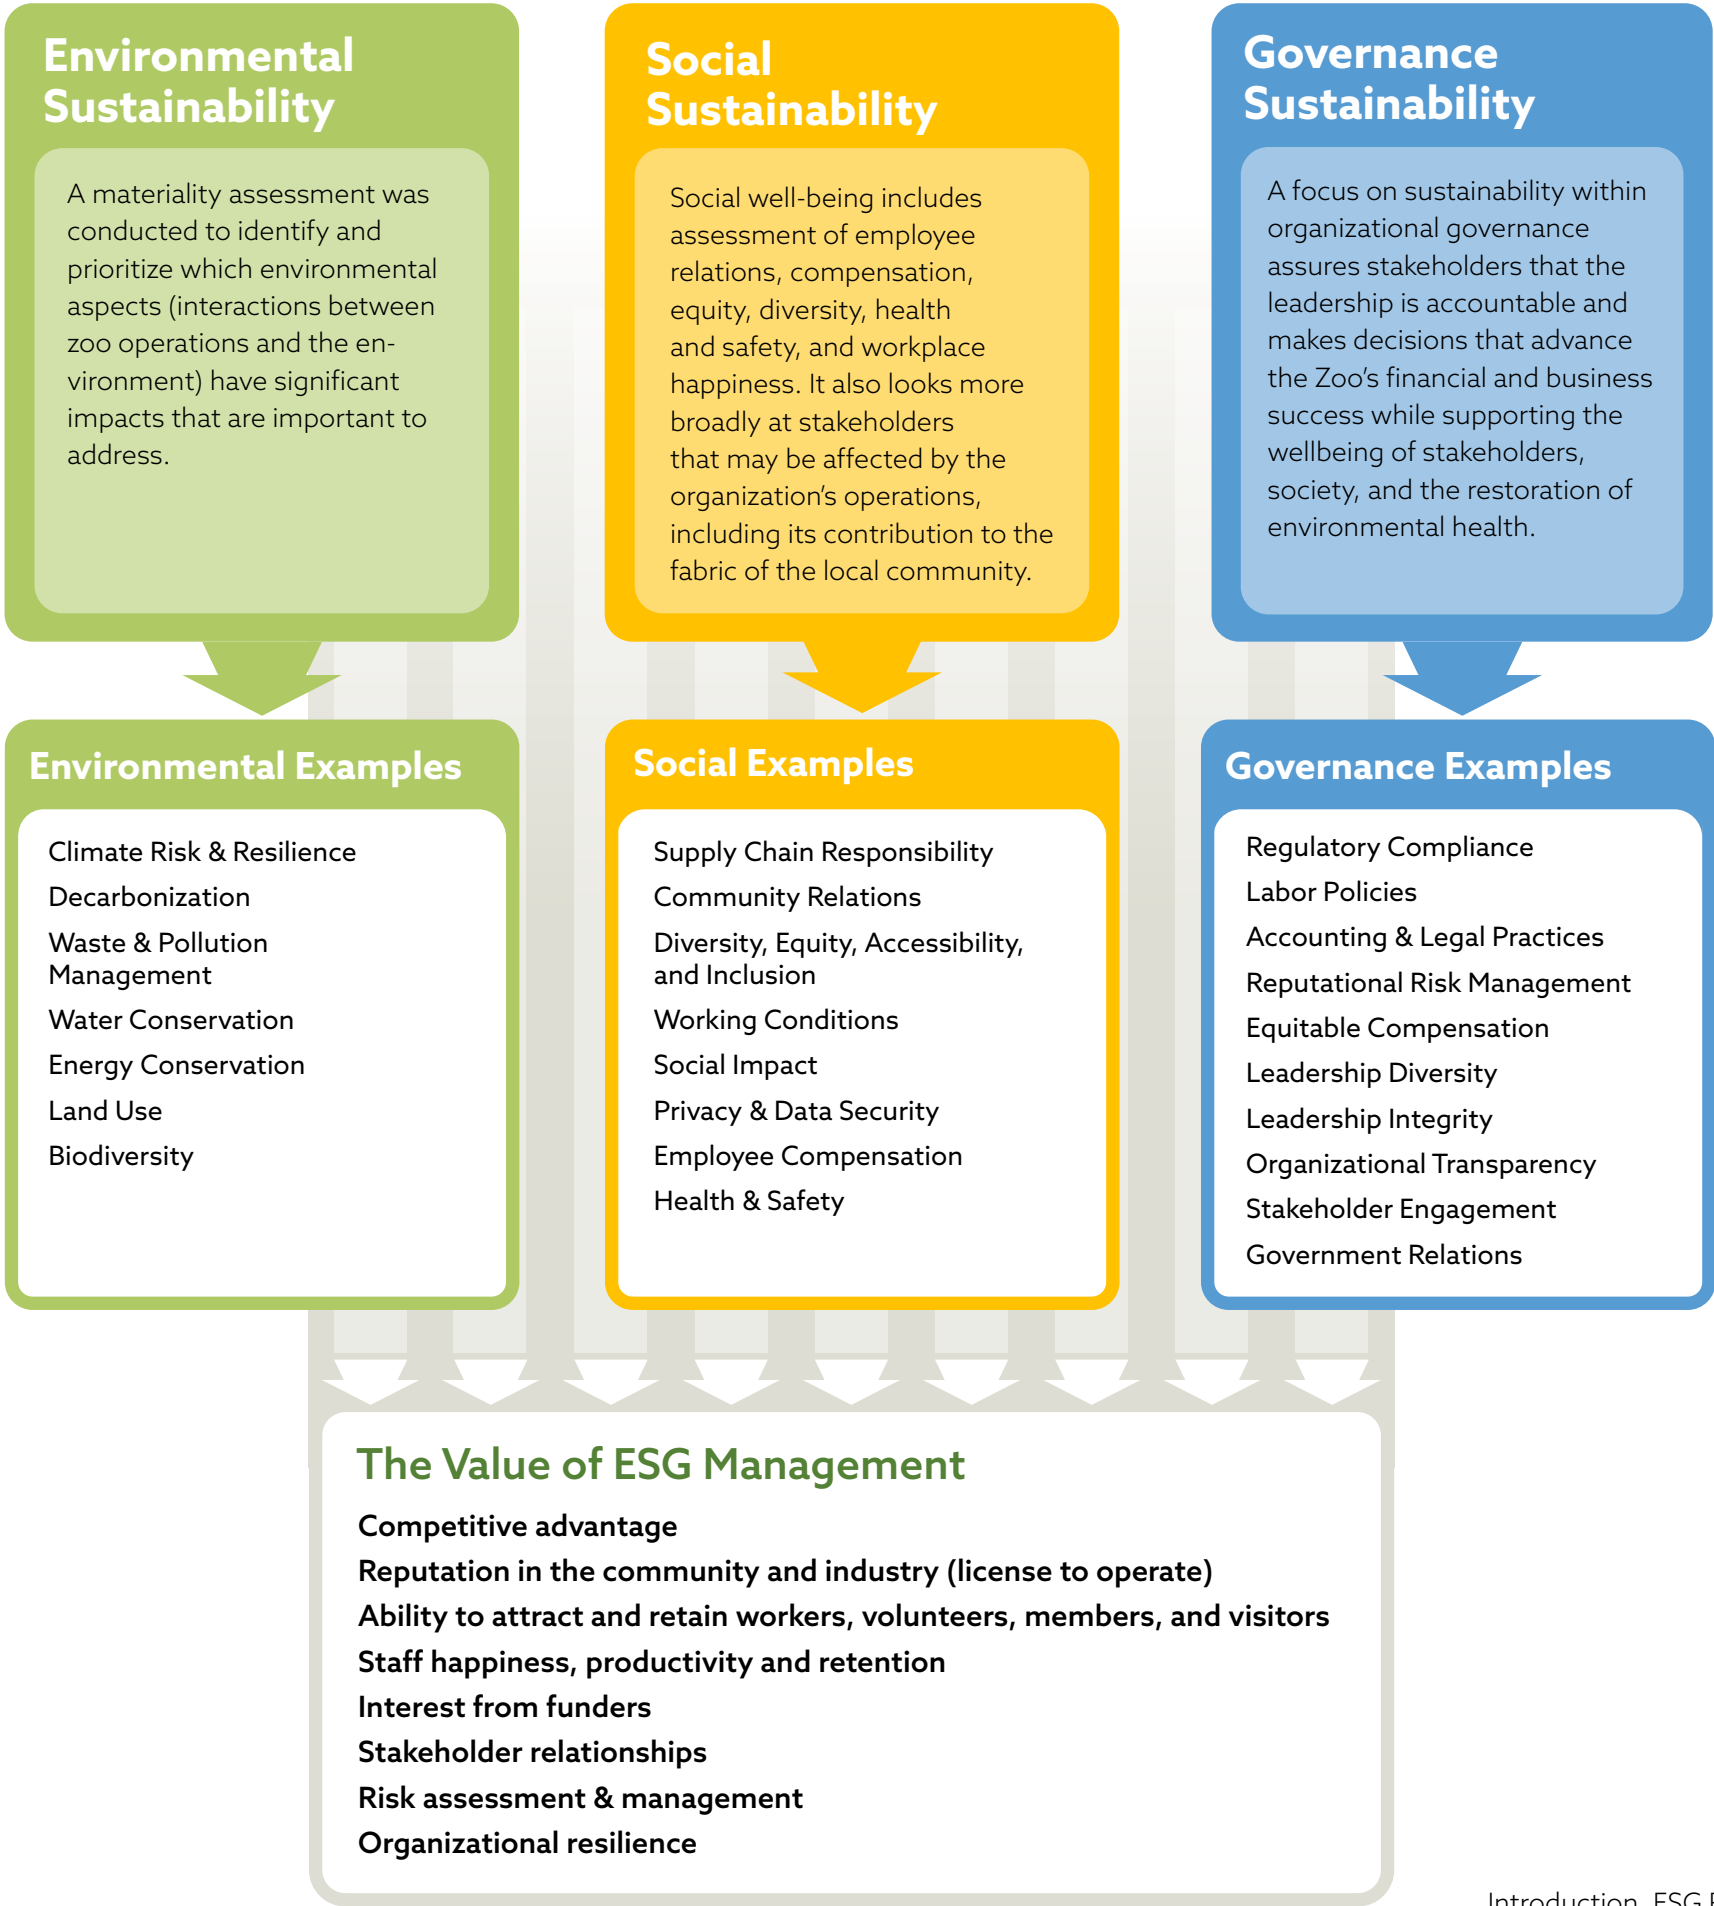 Environmental
Sustainability
A materiality assessment was
conducted to identify and
prioritize which environmental
aspects (interactions between
zoo operations and the en-
vironment) have significant
impacts that are important to
address.
Social
Sustainability
Social well-being includes
assessment of employee
relations, compensation,
equity, diversity, health
and safety, and workplace
happiness. It also looks more
broadly at stakeholders
that may be affected by the
organization's operations,
including its contribution to the
fabric of the local community.
Governance
Sustainability
A focus on sustainability within
organizational governance
assures stakeholders that the
leadership is accountable and
makes decisions that advance
the Zoo's financial and business
success while supporting the
wellbeing of stakeholders,
society, and the restoration of
environmental health.
Environmental Examples
Climate Risk & Resilience
Decarbonization
Waste & Pollution
Management
Water Conservation
Energy Conservation
Land Use
Biodiversity
Social Examples
Supply Chain Responsibility
Community Relations
Diversity, Equity, Accessibility,
and Inclusion
Working Conditions
Social Impact
Privacy & Data Security
Employee Compensation
Health & Safety
Governance Examples
Regulatory Compliance
Labor Policies
Accounting & Legal Practices
Reputational Risk Management
Equitable Compensation
Leadership Diversity
Leadership Integrity
Organizational Transparency
Stakeholder Engagement
Government Relations
The Value of ESG Management
Competitive advantage
Reputation in the community and industry (license to operate)
Ability to attract and retain workers, volunteers, members, and visitors
Staff happiness, productivity and retention
Interest from funders
Stakeholder relationships
Risk assessment & management
Organizational resilience
Introduction ESG